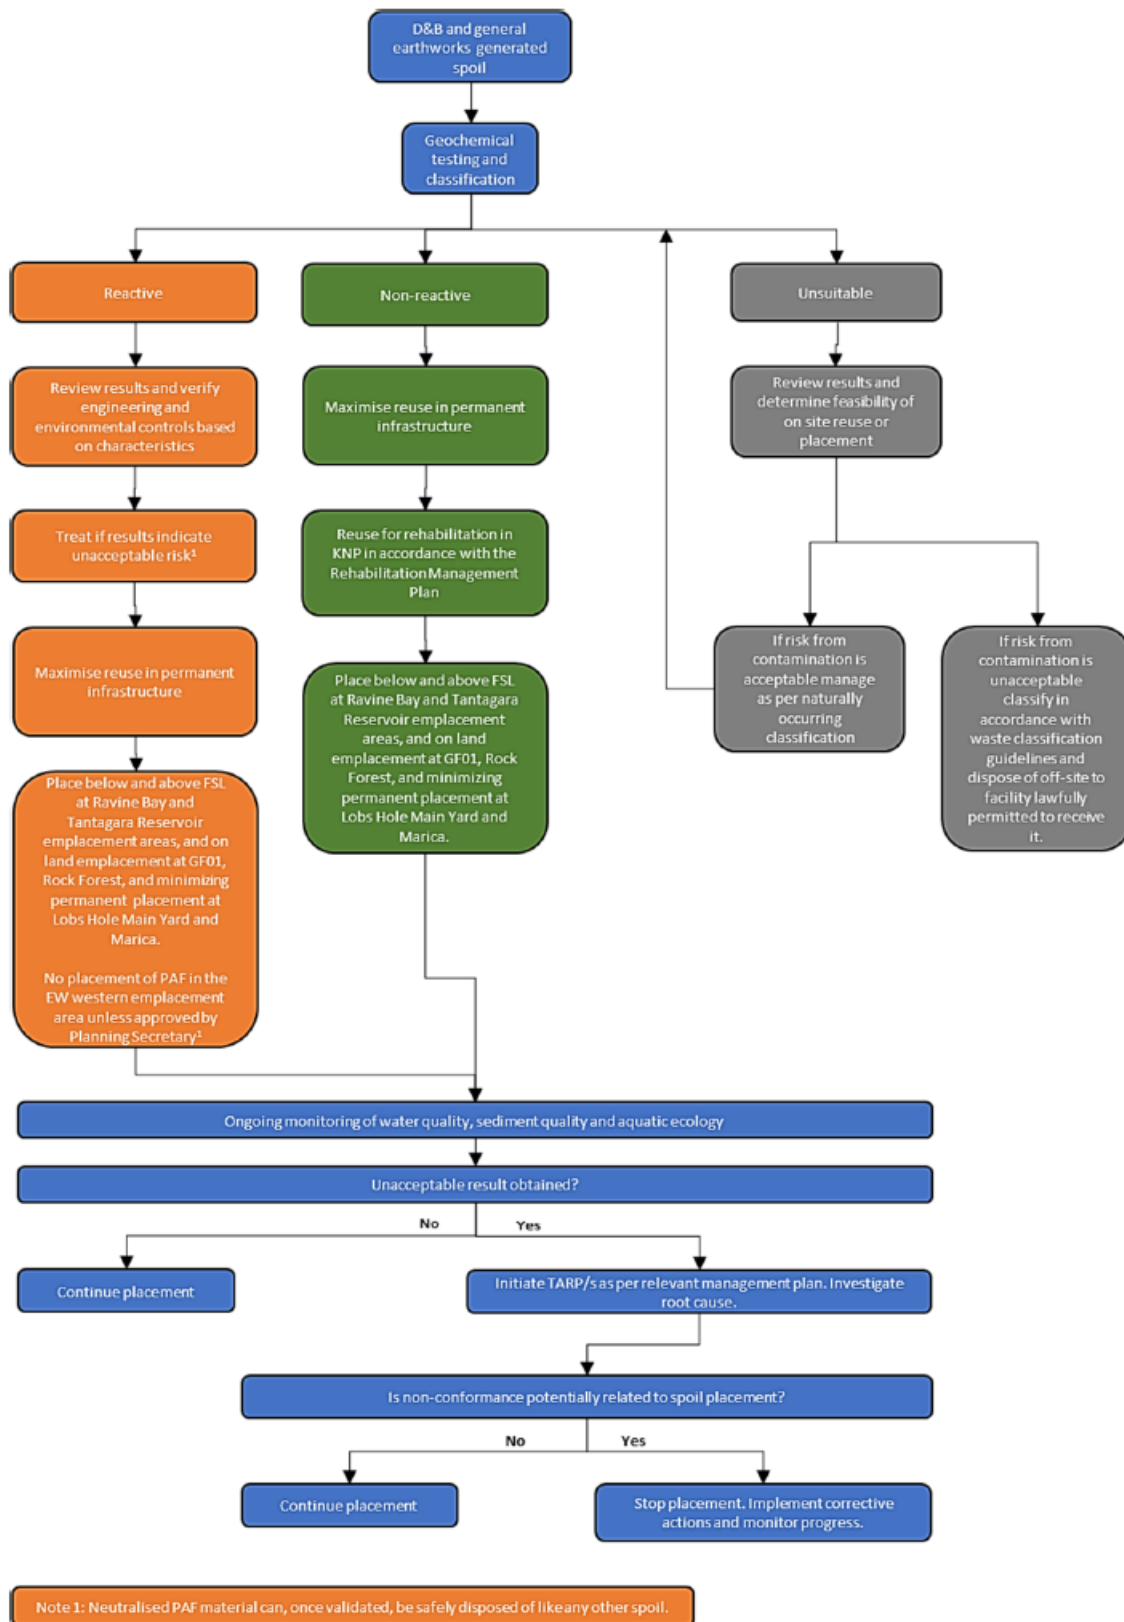 D&B and general
earthworks generated
spoil
Geochemical
testing and
classification
Reactive
Non-reactive
Unsuitable
Review results and verify
engineering and
environmental controls based
on characteristics
Maximise reuse in permanent
infrastructure
Review results and
determine feasibility of
on site reuse or
placement
Treat if results indicate
unacceptable risk¹
Reuse for rehabilitation in
KNP in accordance with the
Rehabilitation Management
Plan
Maximise reuse in permanent
infrastructure
Place below and above FSL
at Ravine Bay and Tantagara
Reservoir emplacement
areas, and on land
emplacement at GF01, Rock
Forest, and minimizing
permanent placement at
Lobs Hole Main Yard and
Marica.
If risk from
contamination is
acceptable manage
as per naturally
occurring
classification
If risk from
contamination is
unacceptable
classify in
accordance with
waste classification
guidelines and
dispose of off-site to
facility lawfully
permitted to receive
it.
Place below and above FSL
at Ravine Bay and
Tantagara Reservoir
emplacement areas, and on
land emplacement at GF01,
Rock Forest, and minimizing
permanent placement at
Lobs Hole Main Yard and
Marica.
No placement of PAF in the
EW western emplacement
area unless approved by
Planning Secretary¹
Ongoing monitoring of water quality, sediment quality and aquatic ecology
Unacceptable result obtained?
No
Yes
Continue placement
Initiate TARP/s as per relevant management plan. Investigate
root cause.
Is non-conformance potentially related to spoil placement?
No
Yes
Continue placement
Stop placement. Implement corrective
actions and monitor progress.
Note 1: Neutralised PAF material can, once validated, be safely disposed of like any other spoil.